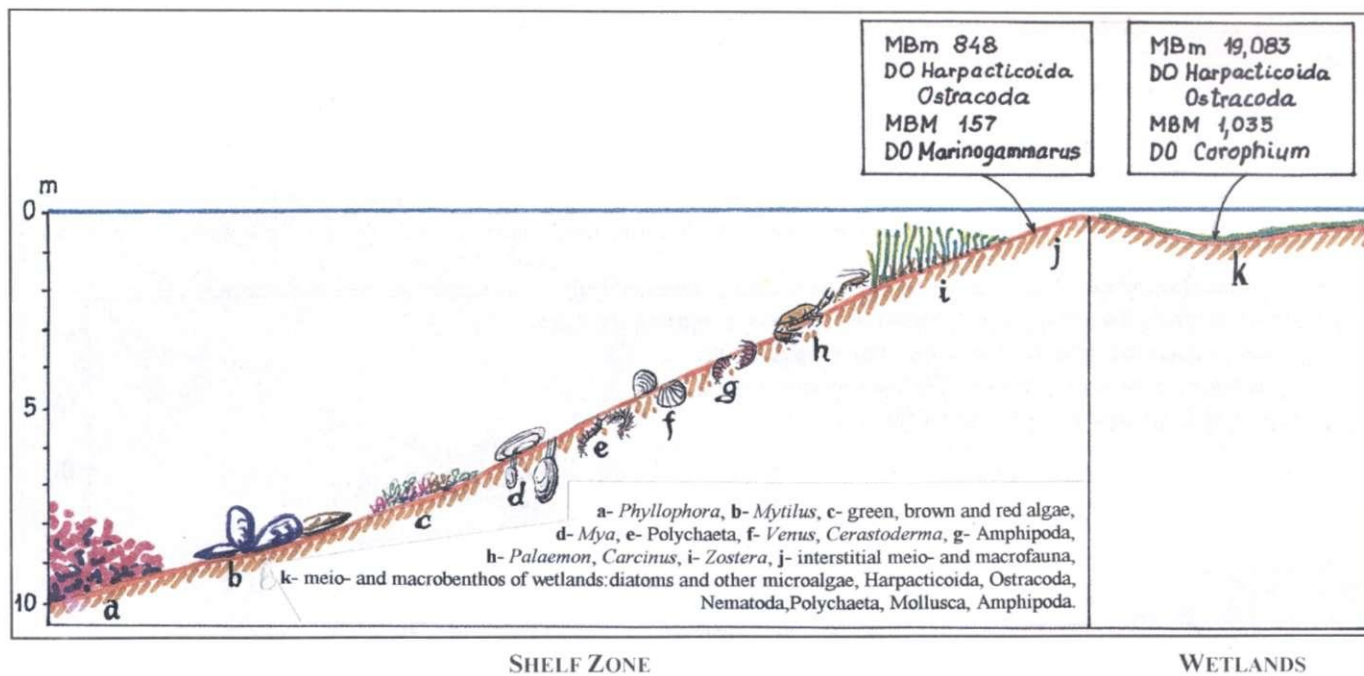 MBm 848
DO Harpacticoida
Ostracoda
MBM 157
DO Marinogammarus
MBm 19,083
DO Harpacticoida
Ostracoda
MBM 1,035
DO Corophium
m
0
5
10
a
b
c
d
e
f
g
h
i
j
k
a- Phyllophora, b- Mytilus, c- green, brown and red algae,
d- Mya, e- Polychaeta, f- Venus, Cerastoderma, g- Amphipoda,
h- Palaemon, Carcinus, i- Zostera, j- interstitial meio- and macrofauna,
k- meio- and macrobenthos of wetlands:diatoms and other microalgae, Harpacticoida, Ostracoda,
Nematoda,Polychaeta, Mollusca, Amphipoda.
SHELF ZONE
WETLANDS